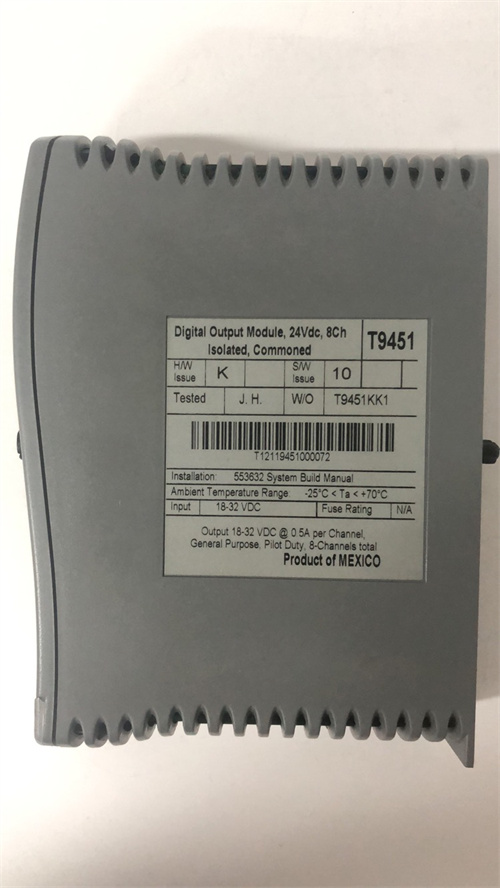 Digital Output Module, 24Vdc, 8Ch
Isolated, Commoned
T9451
H/W Issue K S/W Issue 10
Tested J. H. W/O T9451KK1
T12119451000072
Installation: 553632 System Build Manual
Ambient Temperature Range: -25°C < Ta < +70°C
Input 18-32 VDC Fuse Rating N/A
Output 18-32 VDC @ 0.5A per Channel,
General Purpose, Pilot Duty, 8-Channels total
Product of MEXICO